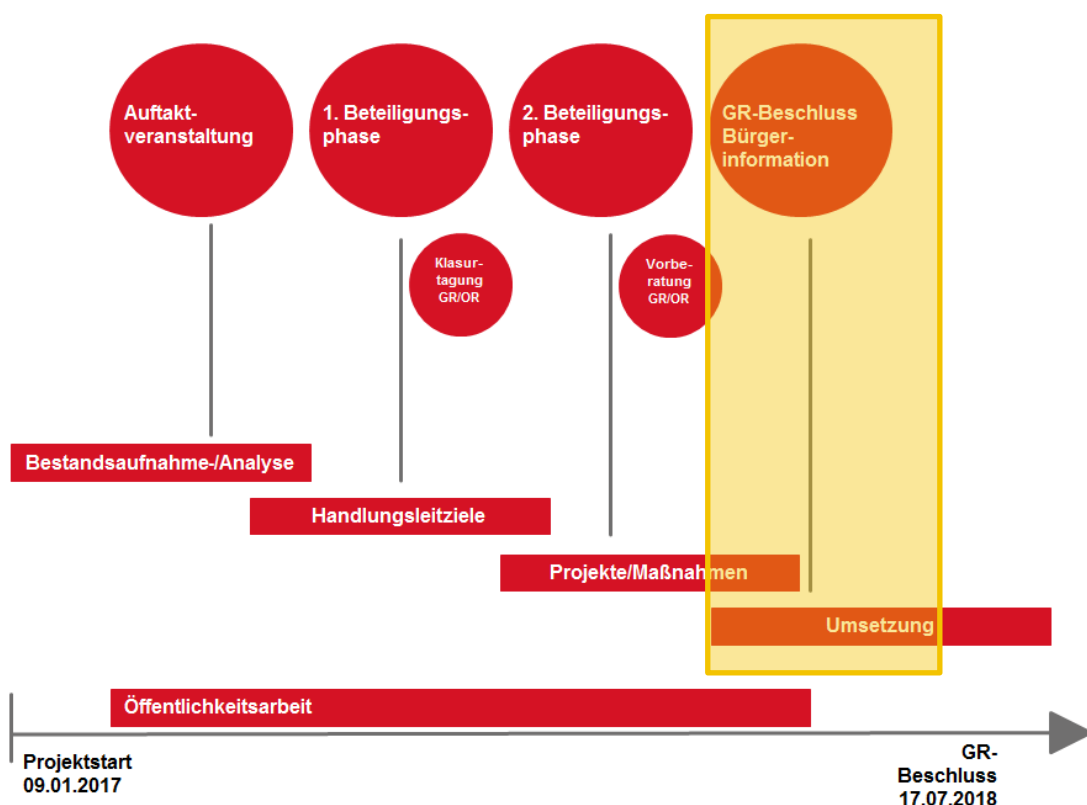 Auftakt-
veranstaltung
1. Beteiligungs-
phase
2. Beteiligungs-
phase
GR-Beschluss
Bürger-
information
Klasur-
tagung
GR/OR
Vorbe-
ratung
GR/OR
Bestandsaufnahme-/Analyse
Handlungsleitziele
Projekte/Maßnahmen
Umsetzung
Öffentlichkeitsarbeit
Projektstart
09.01.2017
GR-
Beschluss
17.07.2018